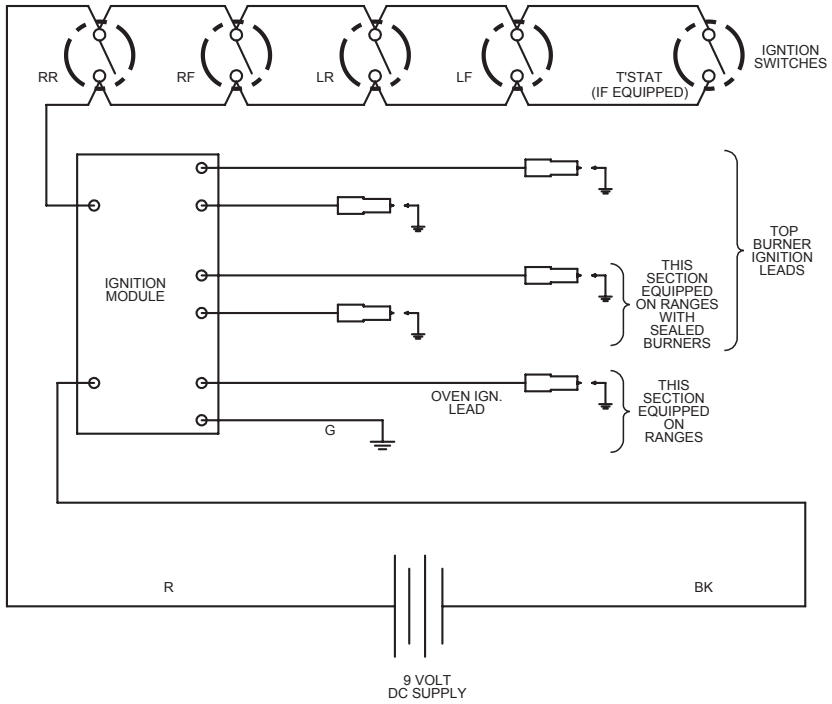 RR
RF
LR
LF
T'STAT
(IF EQUIPPED)
IGNTION
SWITCHES
IGNITION
MODULE
TOP
BURNER
IGNITION
LEADS
THIS
SECTION
EQUIPPED
ON RANGES
WITH
SEALED
BURNERS
OVEN IGN.
LEAD
THIS
SECTION
EQUIPPED
ON
RANGES
G
R
BK
9 VOLT
DC SUPPLY